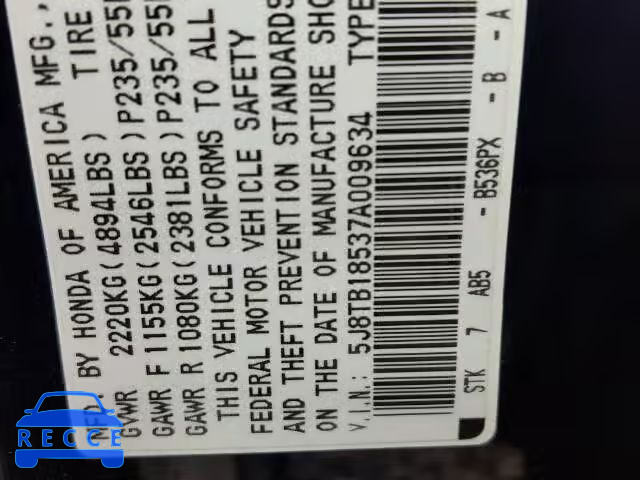 MFD. BY HONDA OF AMERICA MFG.,
GVWR 2220KG(4894LBS) TIRE
GAWR F 1155KG(2546LBS)P235/55
GAWR R 1080KG(2381LBS)P235/55
THIS VEHICLE CONFORMS TO ALL
FEDERAL MOTOR VEHICLE SAFETY
AND THEFT PREVENTION STANDARDS
ON THE DATE OF MANUFACTURE SHO
V.I.N.: 5J8TB18537A009634 TYPE
STK 7 AB5 - B536PX - B - A
RECCE